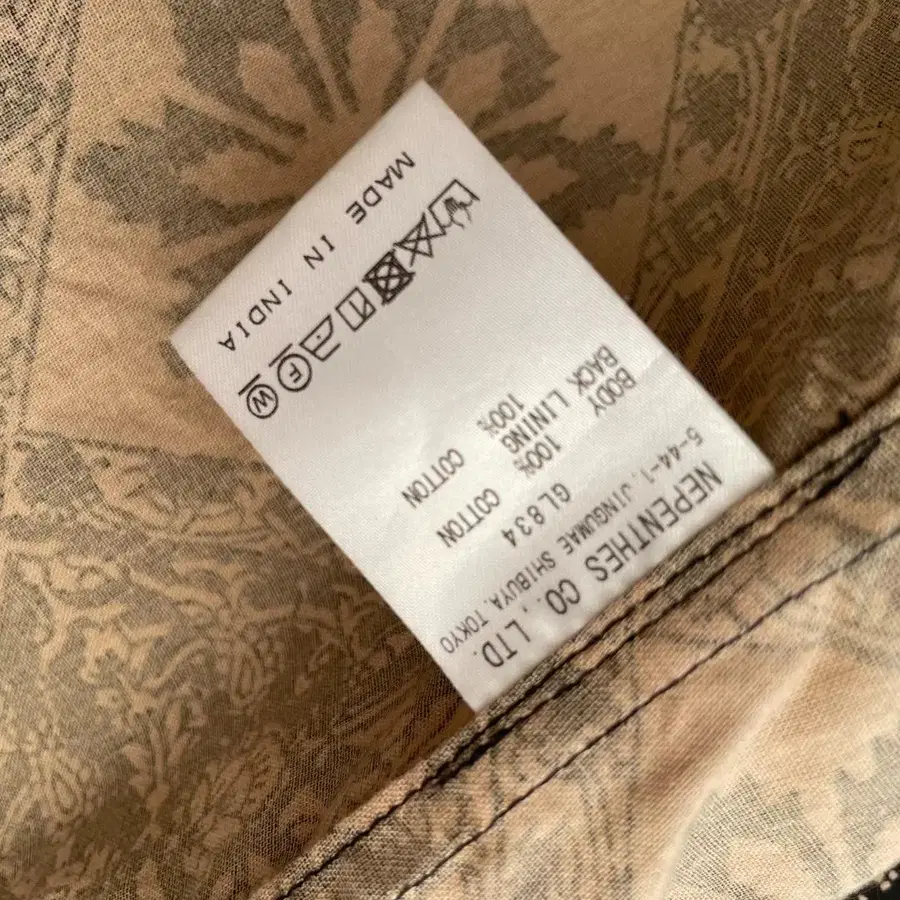 NEPENTHES CO., LTD.
5-44-1, JINGUMAE SHIBUYA, TOKYO
GL834
BODY 100% COTTON
BACK LINING 100% COTTON
F W
MADE IN INDIA